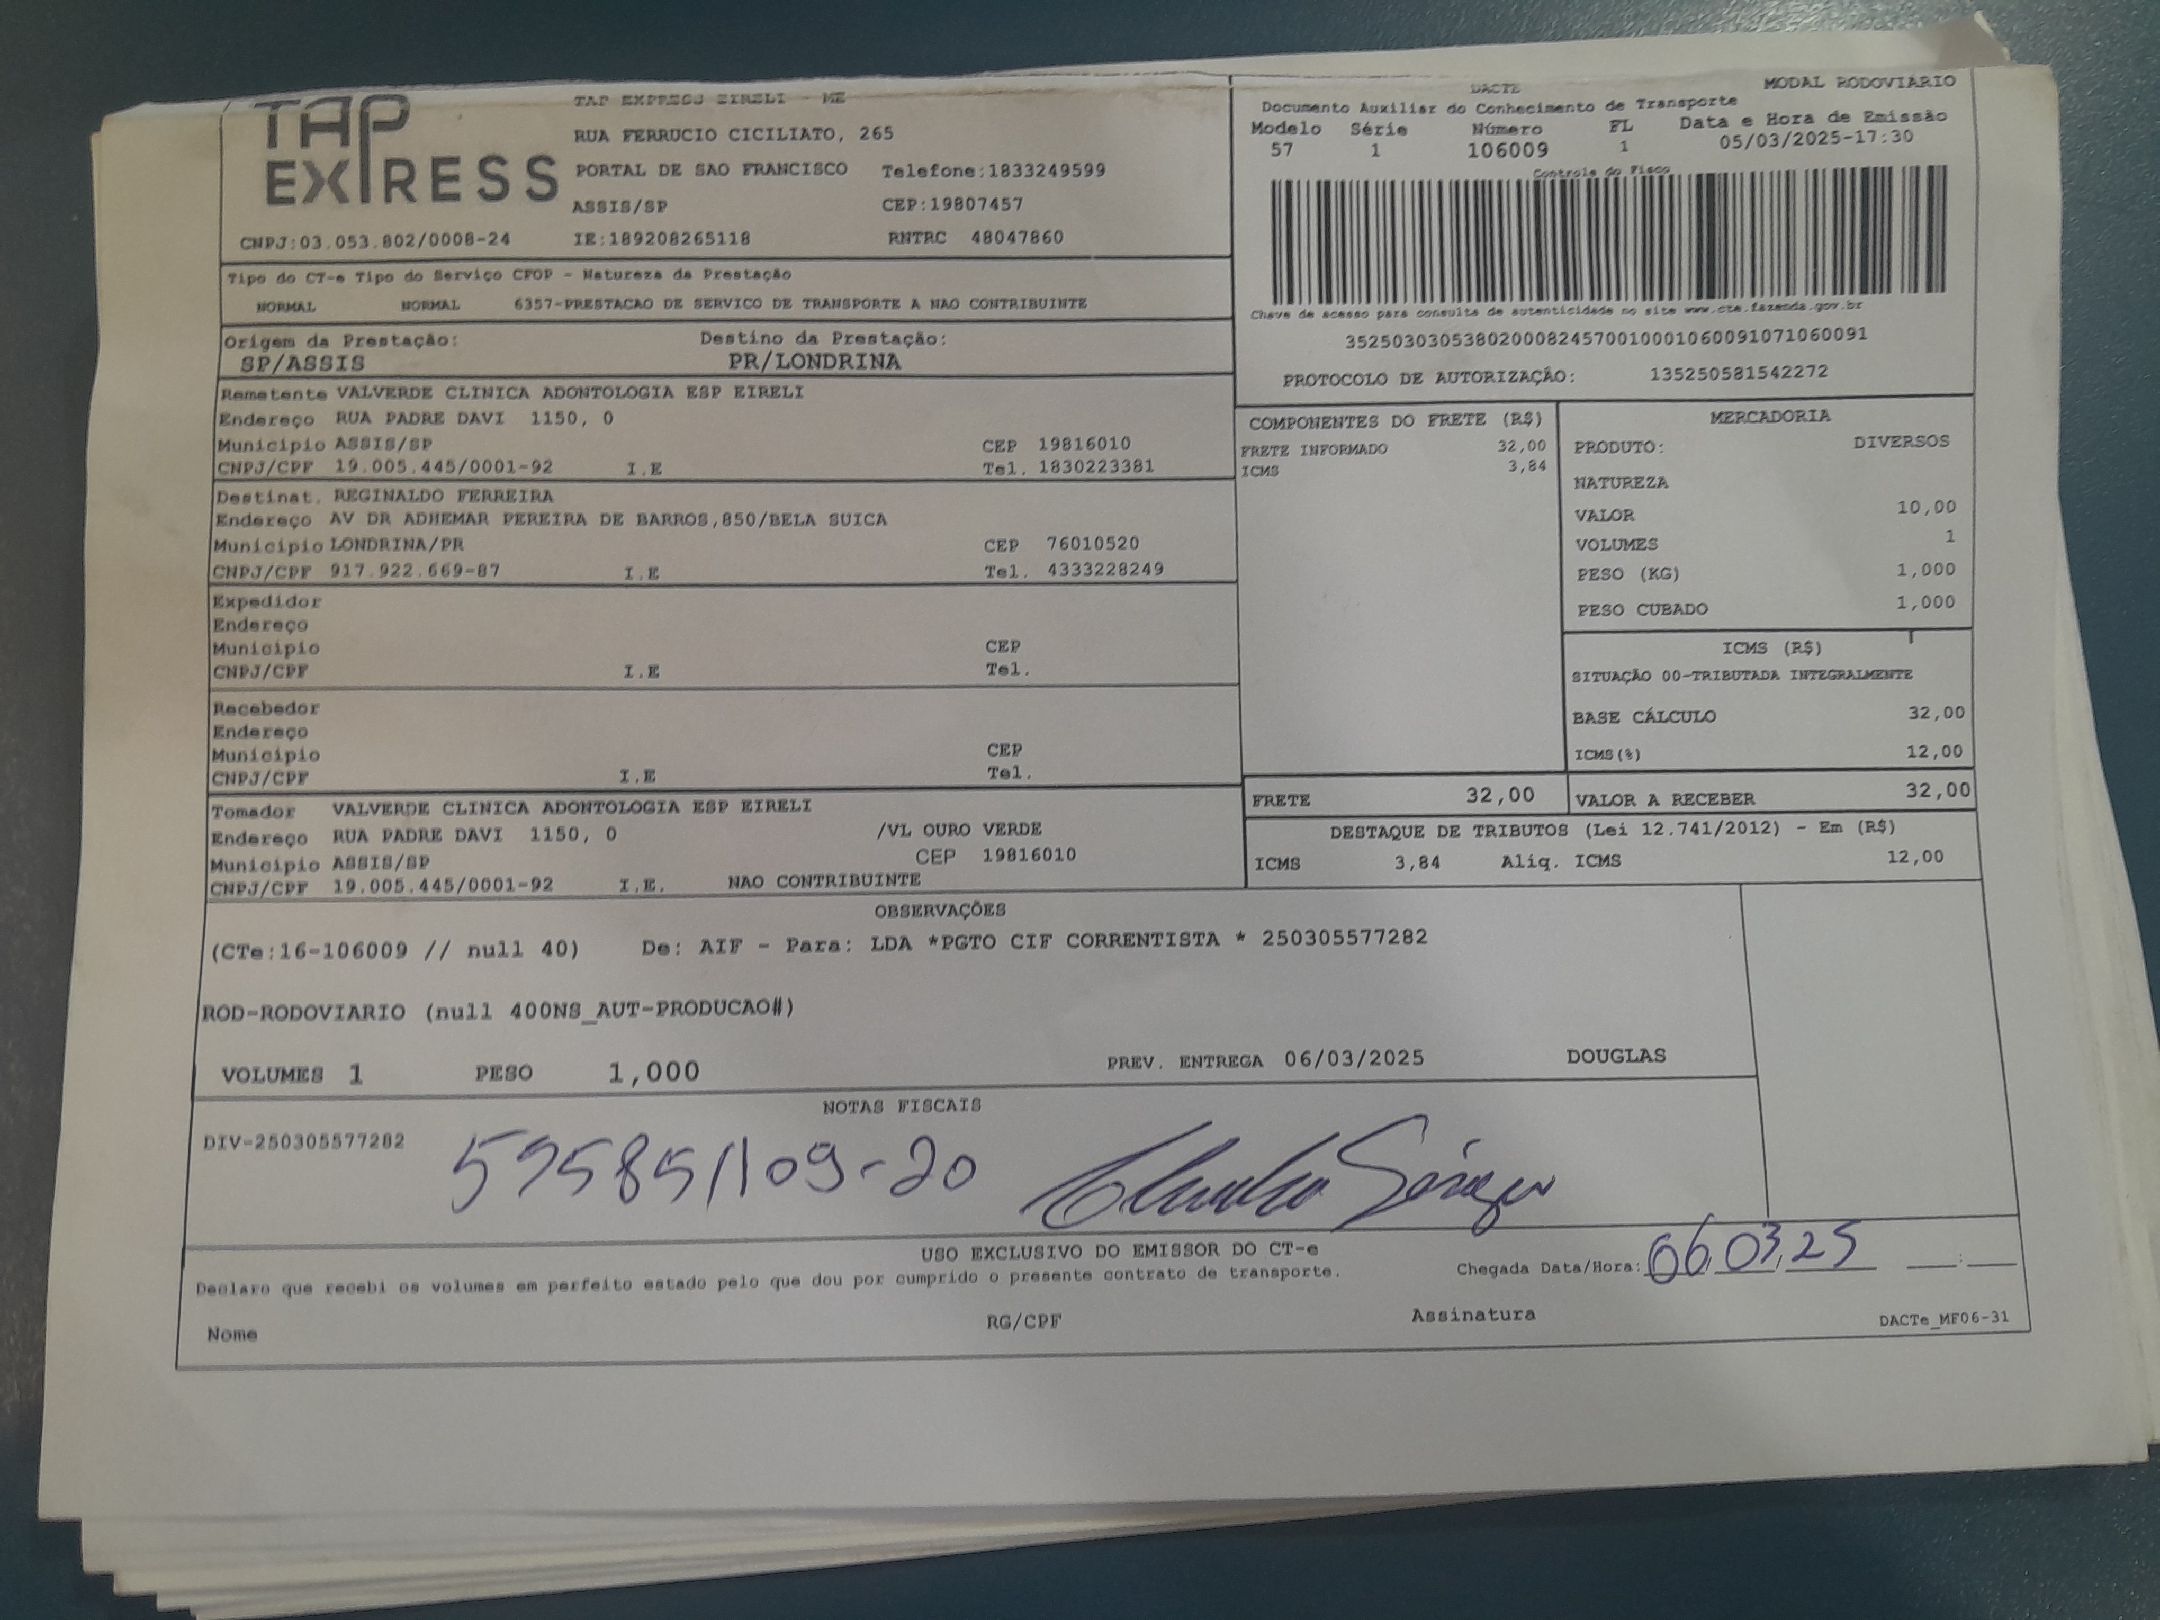 TAP EXPRESS
TAP EXPRESS EIRELI - ME
RUA FERRUCIO CICILIATO, 265
PORTAL DE SAO FRANCISCO Telefone:1833249599
ASSIS/SP CEP:19807457
CNPJ:03.053.802/0008-24 IE:189208265118 RNTRC 48047860
DACTE MODAL RODOVIÁRIO
Documento Auxiliar do Conhecimento de Transporte
Modelo Série Número FL Data e Hora de Emissão
57 1 106009 1 05/03/2025-17:30
Controle do Fisco
Chave de acesso para consulta de autenticidade no site www.cte.fazenda.gov.br
35250303053802000824570010001060091071060091
PROTOCOLO DE AUTORIZAÇÃO: 135250581542272
Tipo do CT-e Tipo do Serviço CFOP - Natureza da Prestação
NORMAL NORMAL 6357-PRESTACAO DE SERVICO DE TRANSPORTE A NAO CONTRIBUINTE
Origem da Prestação: Destino da Prestação:
SP/ASSIS PR/LONDRINA
Remetente VALVERDE CLINICA ADONTOLOGIA ESP EIRELI
Endereço RUA PADRE DAVI 1150, 0
Município ASSIS/SP CEP 19816010
CNPJ/CPF 19.005.445/0001-92 I.E Tel. 1830223381
Destinat. REGINALDO FERREIRA
Endereço AV DR ADHEMAR PEREIRA DE BARROS,850/BELA SUICA
Município LONDRINA/PR CEP 76010520
CNPJ/CPF 917.922.669-87 I.E Tel. 4333228249
Expedidor
Endereço
Município CEP
CNPJ/CPF I.E Tel.
Recebedor
Endereço
Município CEP
CNPJ/CPF I.E Tel.
Tomador VALVERDE CLINICA ADONTOLOGIA ESP EIRELI
Endereço RUA PADRE DAVI 1150, 0 /VL OURO VERDE
Município ASSIS/SP CEP 19816010
CNPJ/CPF 19.005.445/0001-92 I.E. NAO CONTRIBUINTE
COMPONENTES DO FRETE (R$)
FRETE INFORMADO 32,00
ICMS 3,84
MERCADORIA
PRODUTO: DIVERSOS
NATUREZA
VALOR 10,00
VOLUMES 1
PESO (KG) 1,000
PESO CUBADO 1,000
ICMS (R$)
SITUAÇÃO 00-TRIBUTADA INTEGRALMENTE
BASE CÁLCULO 32,00
ICMS(%) 12,00
FRETE 32,00 VALOR A RECEBER 32,00
DESTAQUE DE TRIBUTOS (Lei 12.741/2012) - Em (R$)
ICMS 3,84 Aliq. ICMS 12,00
OBSERVAÇÕES
(CTe:16-106009 // null 40) De: AIF - Para: LDA *PGTO CIF CORRENTISTA * 250305577282
ROD-RODOVIARIO (null 400NS_AUT-PRODUCAO#)
VOLUMES 1 PESO 1,000 PREV. ENTREGA 06/03/2025 DOUGLAS
NOTAS FISCAIS
DIV-250305577282
06 03 25
USO EXCLUSIVO DO EMISSOR DO CT-e
Declaro que recebi os volumes em perfeito estado pelo que dou por cumprido o presente contrato de transporte. Chegada Data/Hora:
Nome RG/CPF Assinatura DACTe_MF06-31